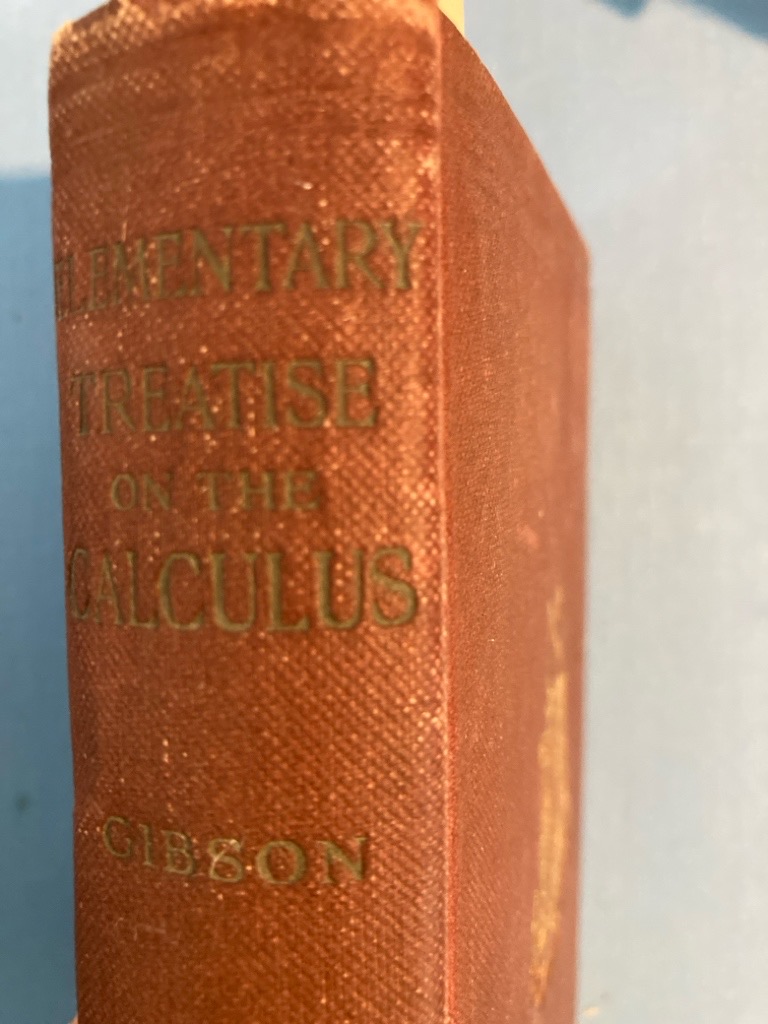 ELEMENTARY
TREATISE
ON THE
CALCULUS
GIBSON